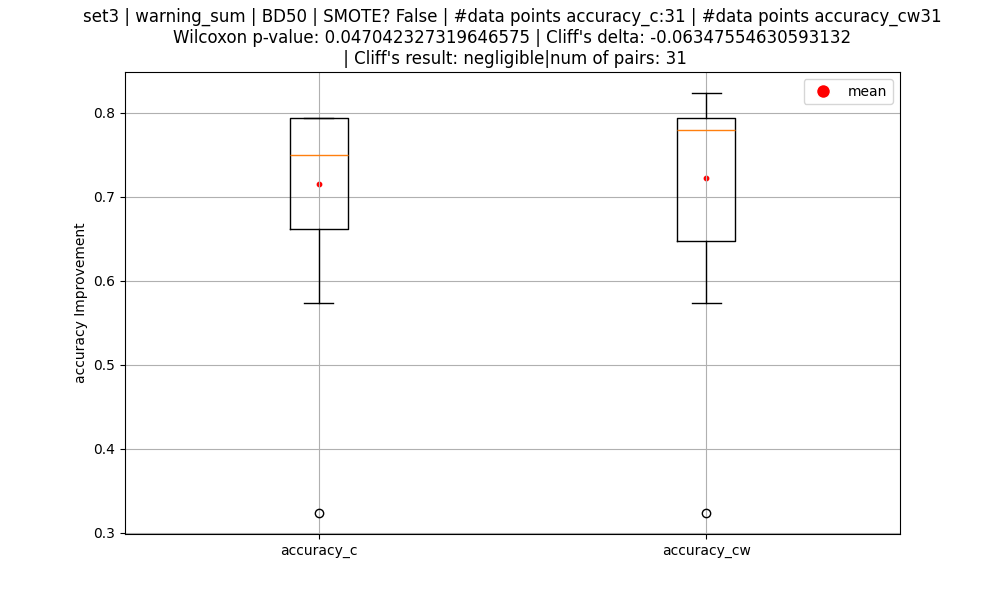 set3 | warning_sum | BD50 | SMOTE? False | #data points accuracy_c:31 | #data points accuracy_cw31
Wilcoxon p-value: 0.047042327319646575 | Cliff's delta: -0.06347554630593132
| Cliff's result: negligible|num of pairs: 31
mean
accuracy Improvement
0.8
0.7
0.6
0.5
0.4
0.3
accuracy_c
accuracy_cw